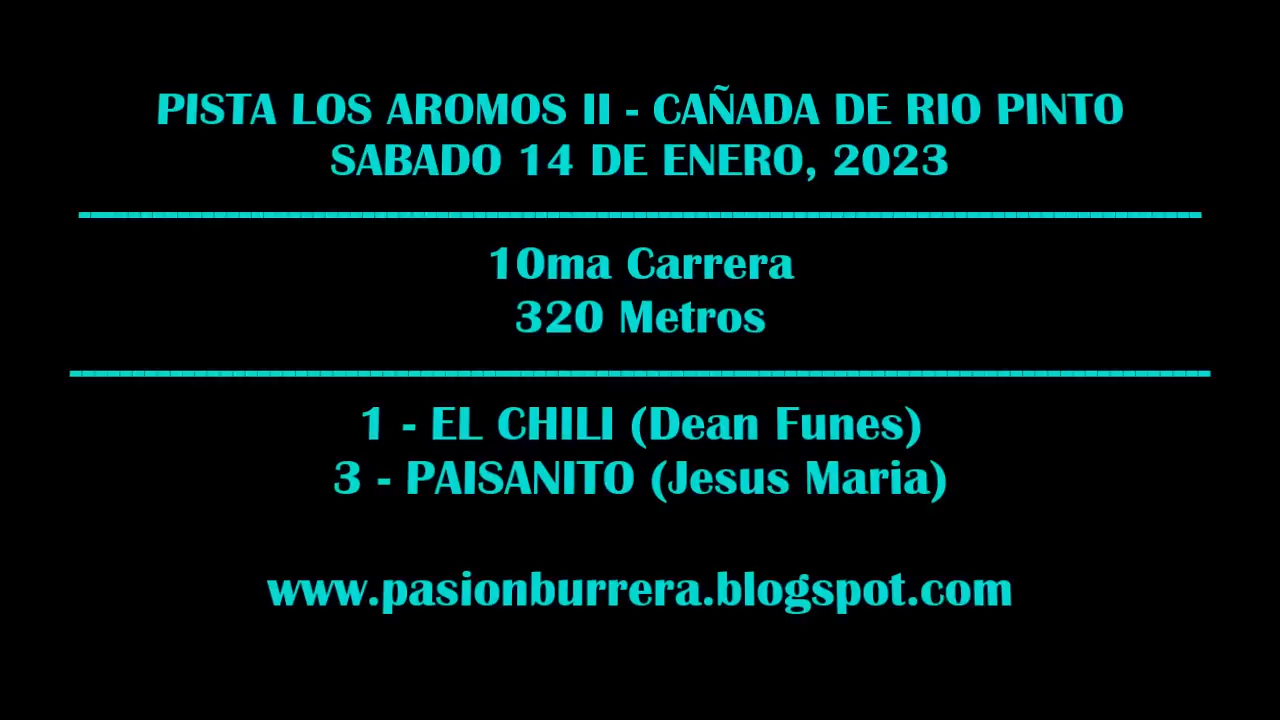 PISTA LOS AROMOS II - CAÑADA DE RIO PINTO
SABADO 14 DE ENERO, 2023
10ma Carrera
320 Metros
1 - EL CHILI (Dean Funes)
3 - PAISANITO (Jesus Maria)
www.pasionburrera.blogspot.com